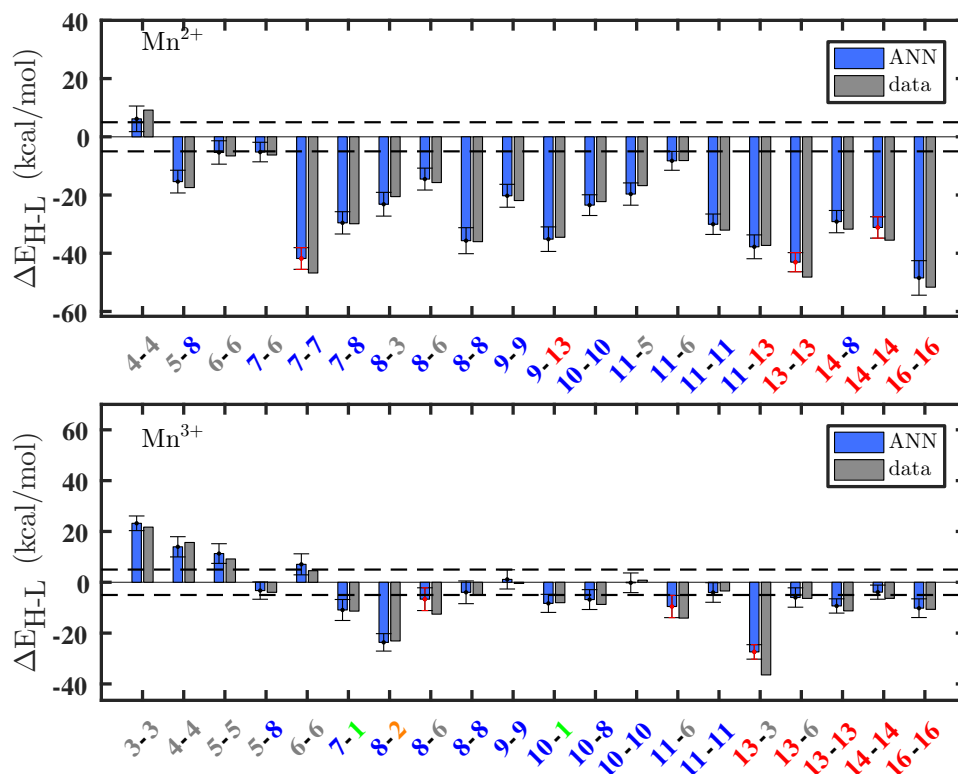 Mn²⁺
ANN
data
ΔE_H-L (kcal/mol)
40
20
0
-20
-40
-60
4-4 5-8 6-6 7-6 7-7 7-8 8-3 8-6 8-8 9-9 9-13 10-10 11-5 11-6 11-11 11-13 13-13 14-8 14-14 16-16
Mn³⁺
ANN
data
ΔE_H-L (kcal/mol)
60
40
20
0
-20
-40
3-3 4-4 5-5 5-8 6-6 7-1 8-2 8-6 8-8 9-9 10-1 10-8 10-10 11-6 11-11 13-3 13-6 13-13 14-14 16-16